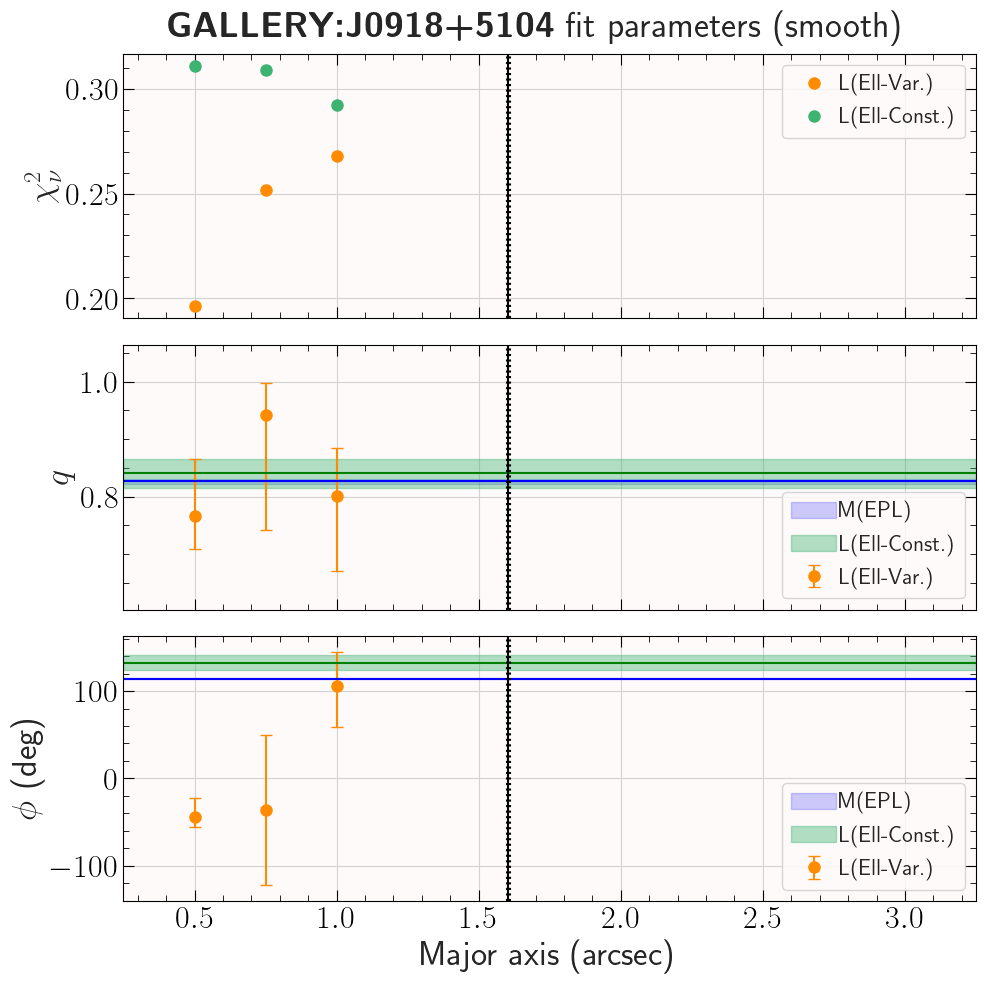 GALLERY:J0918+5104 fit parameters (smooth)
0.30
0.25
0.20
χ²ᵥ
L(Ell-Var.)
L(Ell-Const.)
1.0
0.8
q
M(EPL)
L(Ell-Const.)
L(Ell-Var.)
100
0
−100
ϕ (deg)
M(EPL)
L(Ell-Const.)
L(Ell-Var.)
0.5 1.0 1.5 2.0 2.5 3.0
Major axis (arcsec)